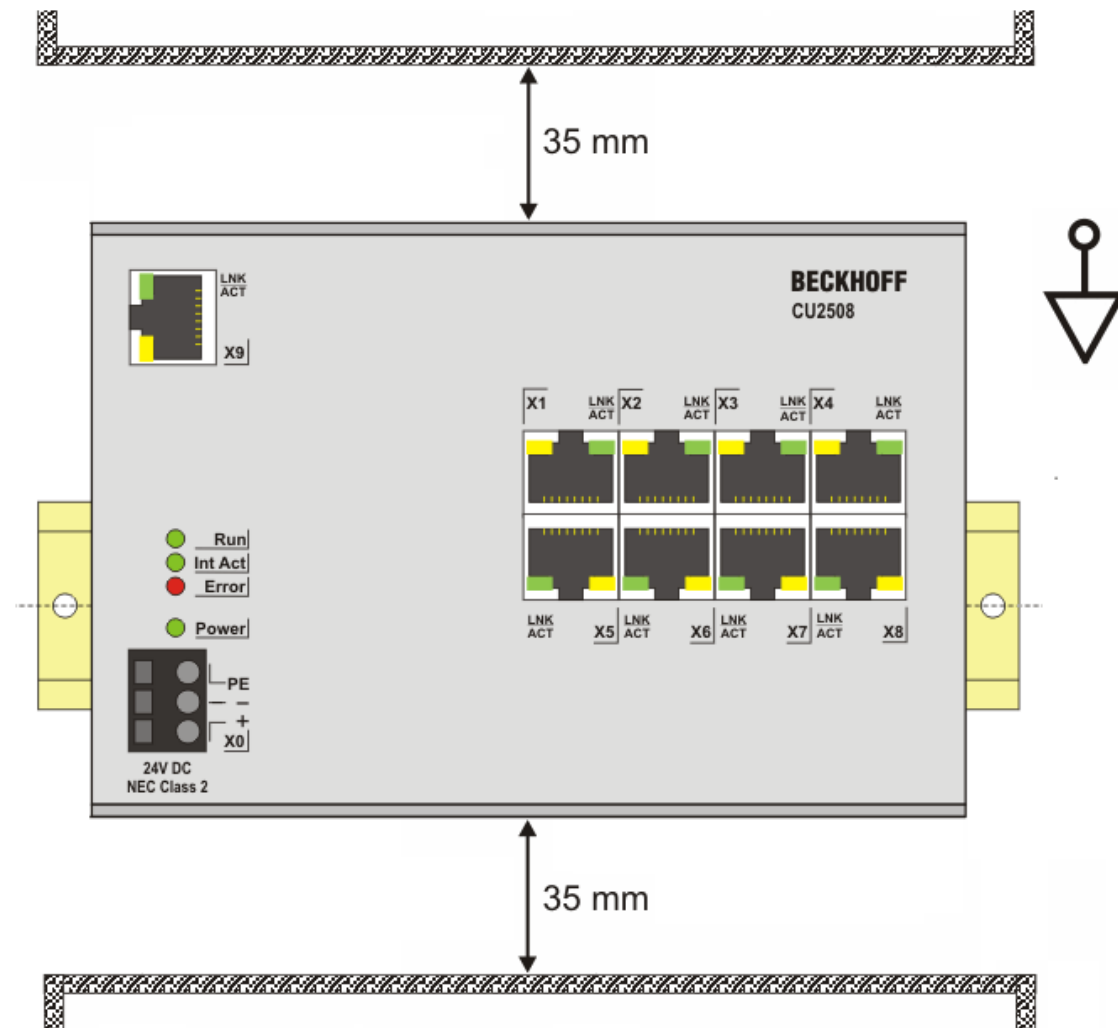 35 mm
LNK
ACT
X9
BECKHOFF
CU2508
X1 LNK ACT X2 LNK ACT X3 LNK ACT X4 LNK ACT
Run
Int Act
Error
Power
LNK ACT X5 LNK ACT X6 LNK ACT X7 LNK ACT X8
PE
–
+
X0
24V DC
NEC Class 2
35 mm